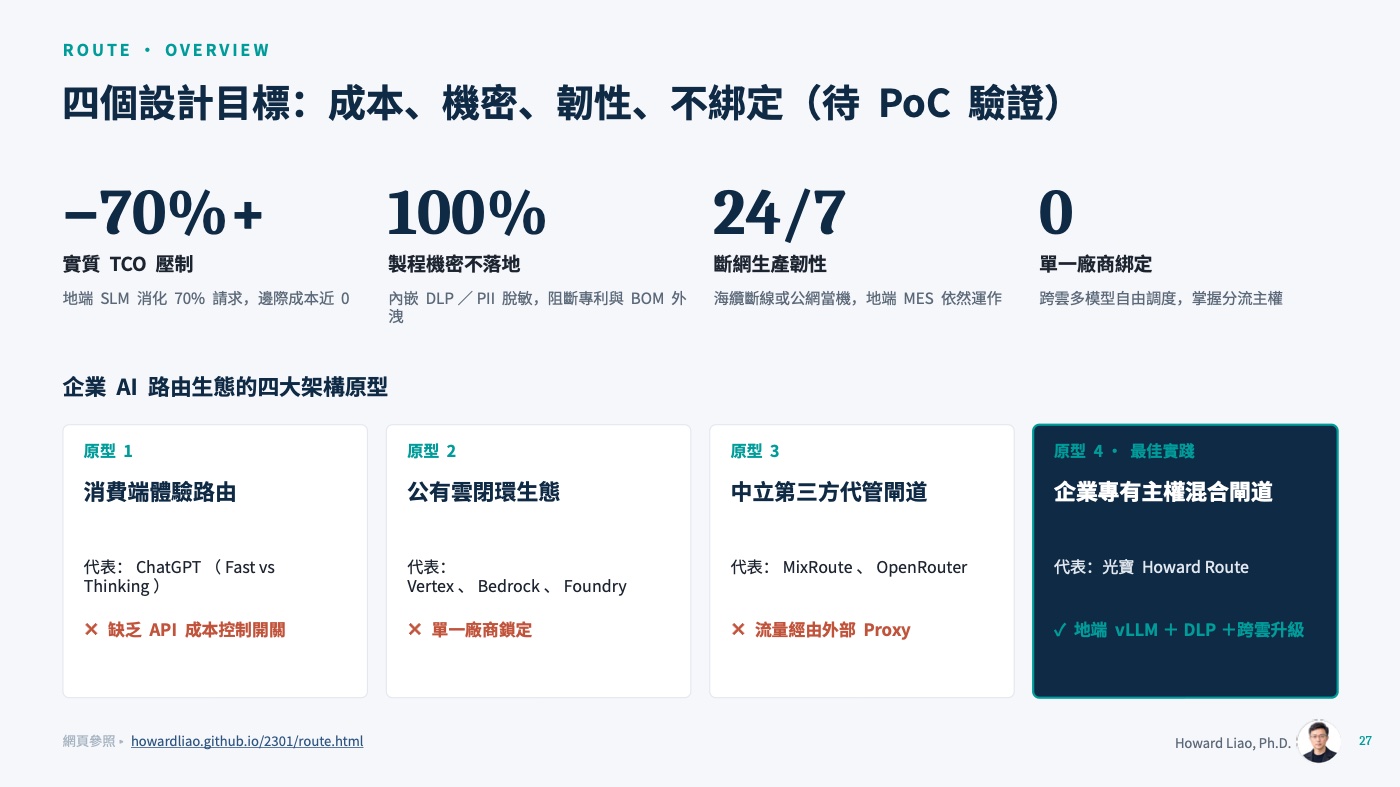 ROUTE · OVERVIEW
四個設計目標：成本、機密、韌性、不綁定（待 PoC 驗證）
−70%+
實質 TCO 壓制
地端 SLM 消化 70% 請求，邊際成本近 0
100%
製程機密不落地
內嵌 DLP／PII 脫敏，阻斷專利與 BOM 外
洩
24/7
斷網生產韌性
海纜斷線或公網當機，地端 MES 依然運作
0
單一廠商綁定
跨雲多模型自由調度，掌握分流主權
企業 AI 路由生態的四大架構原型
原型 1
消費端體驗路由
代表： ChatGPT （ Fast vs
Thinking ）
✕ 缺乏 API 成本控制開關
原型 2
公有雲閉環生態
代表：
Vertex 、 Bedrock 、 Foundry
✕ 單一廠商鎖定
原型 3
中立第三方代管閘道
代表： MixRoute 、 OpenRouter
✕ 流量經由外部 Proxy
原型 4 · 最佳實踐
企業專有主權混合閘道
代表：光寶 Howard Route
✓ 地端 vLLM＋DLP＋跨雲升級
網頁參照 ▸ howardliao.github.io/2301/route.html
Howard Liao, Ph.D.
27